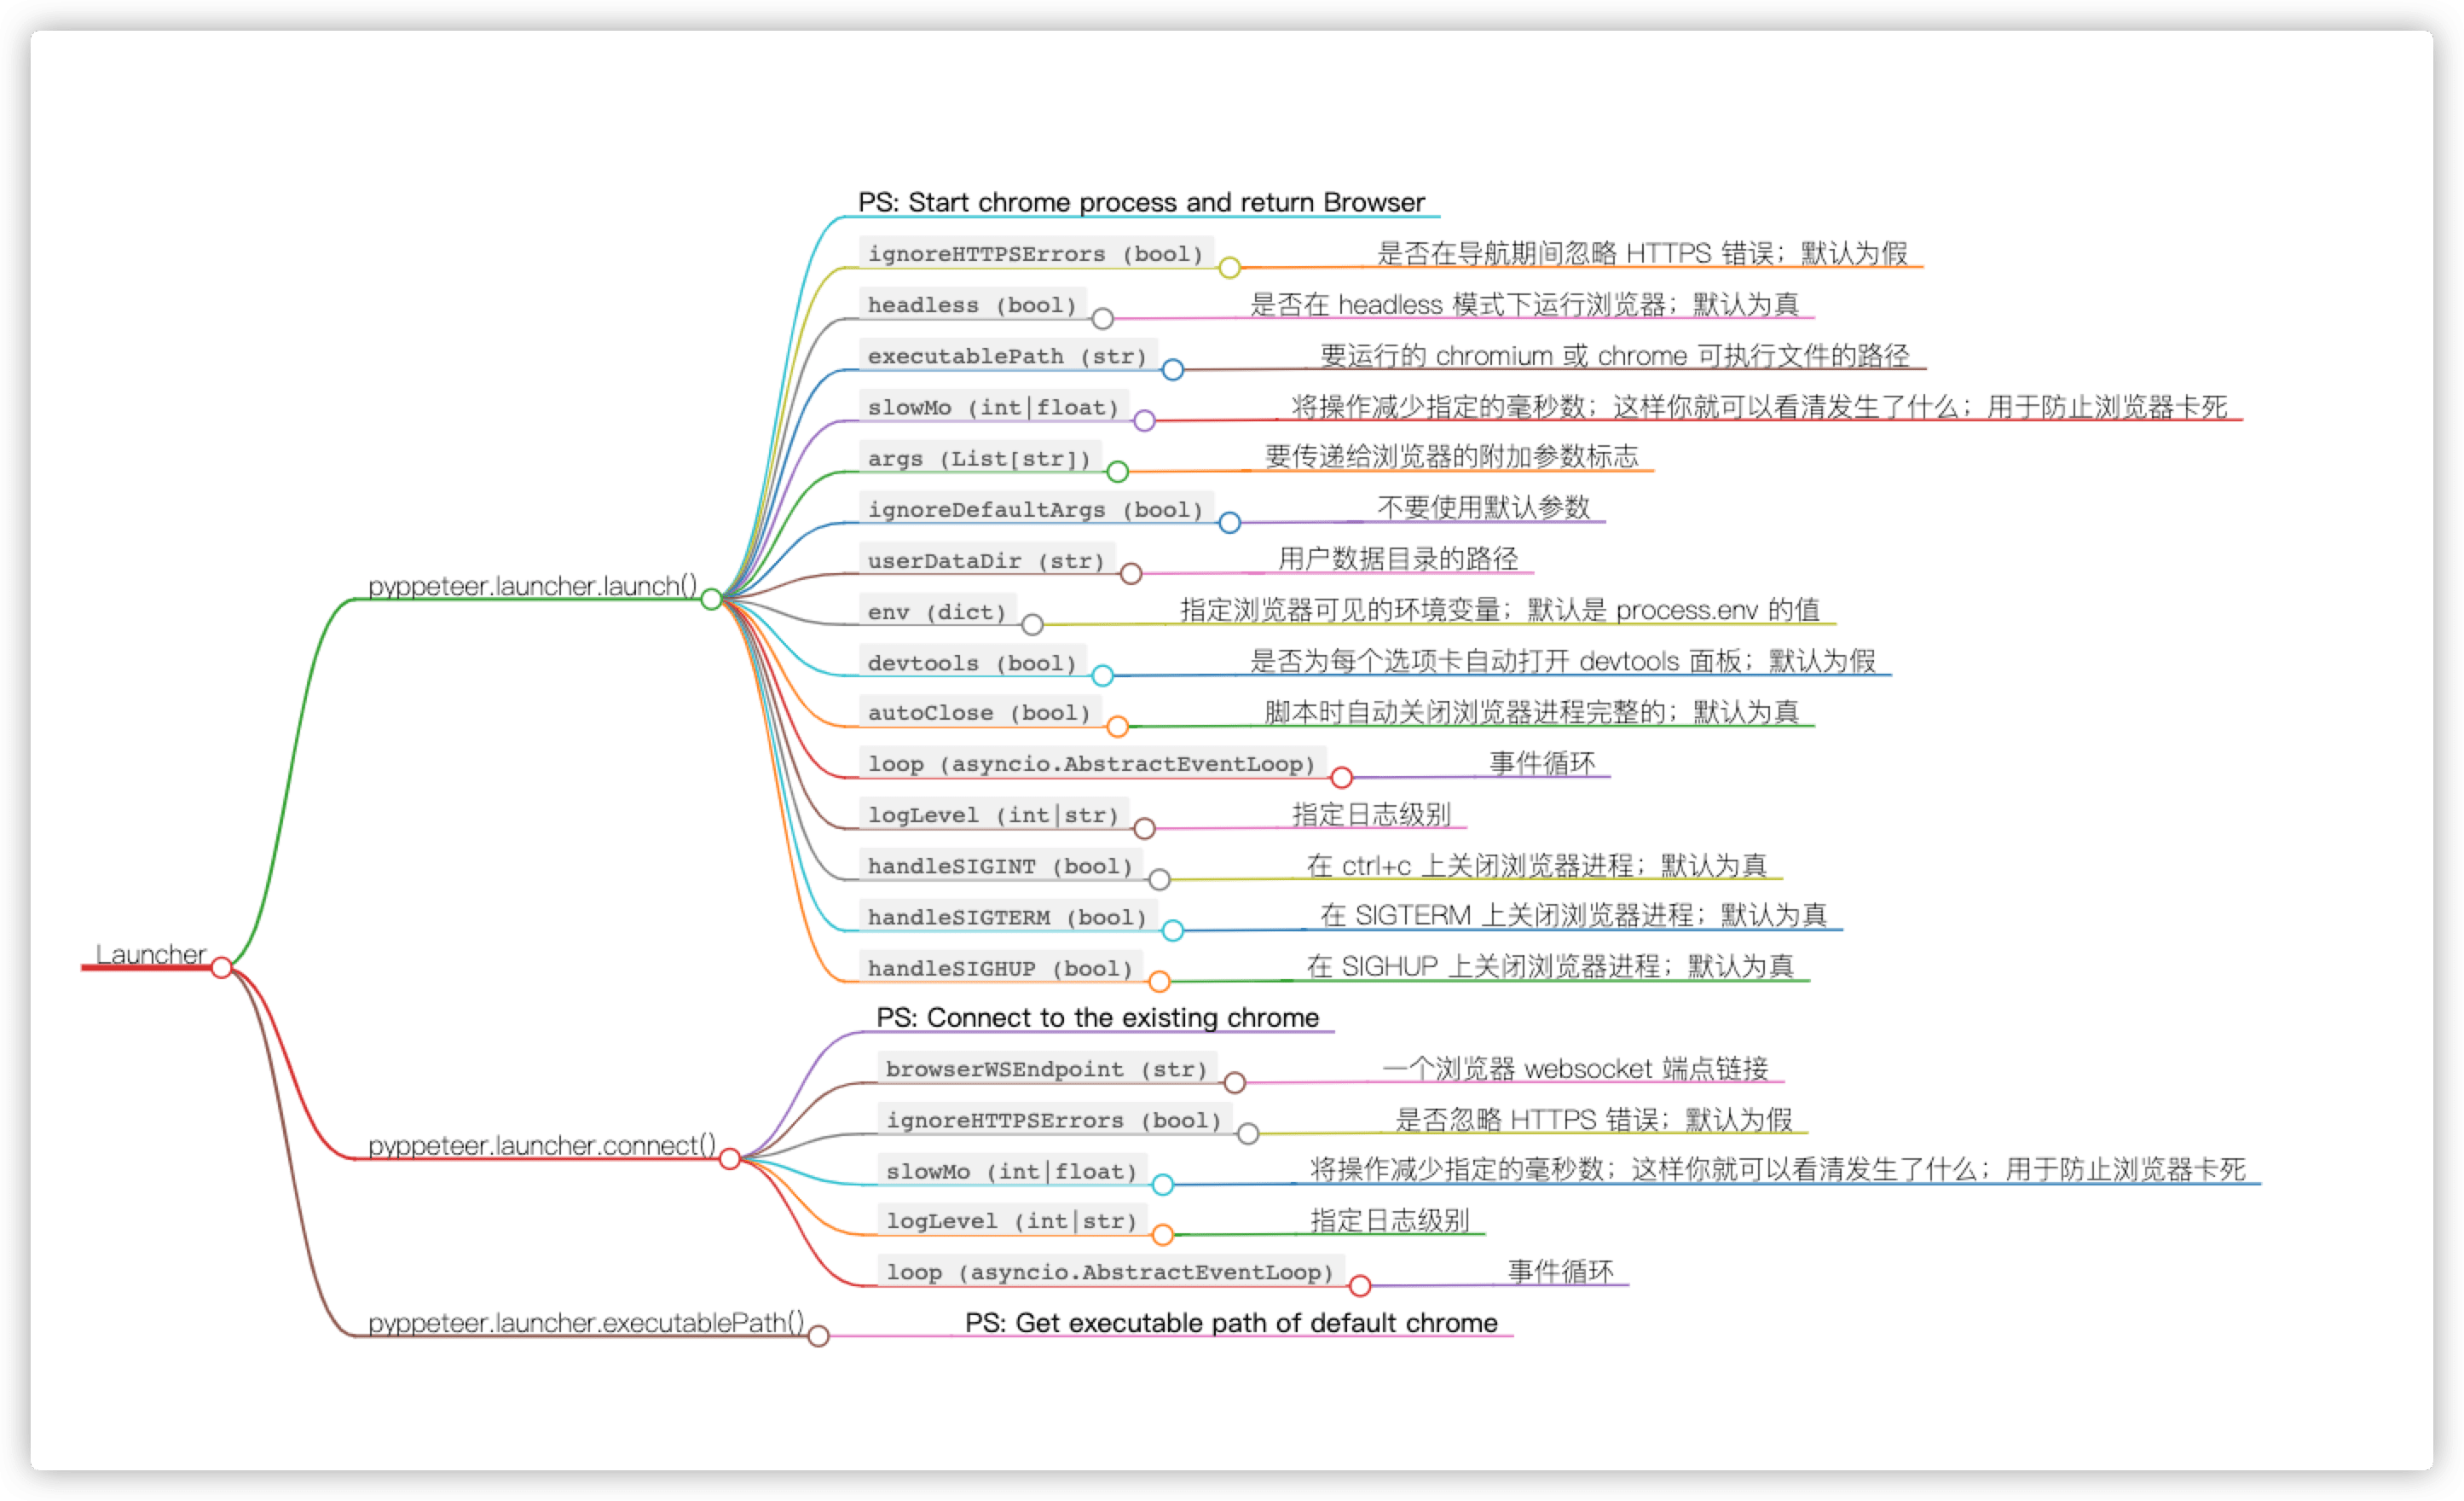 Launcher
pyppeteer.launcher.launch()
PS: Start chrome process and return Browser
ignoreHTTPSErrors (bool) 是否在导航期间忽略 HTTPS 错误；默认为假
headless (bool) 是否在 headless 模式下运行浏览器；默认为真
executablePath (str) 要运行的 chromium 或 chrome 可执行文件的路径
slowMo (int|float) 将操作减少指定的毫秒数；这样你就可以看清发生了什么；用于防止浏览器卡死
args (List[str]) 要传递给浏览器的附加参数标志
ignoreDefaultArgs (bool) 不要使用默认参数
userDataDir (str) 用户数据目录的路径
env (dict) 指定浏览器可见的环境变量；默认是 process.env 的值
devtools (bool) 是否为每个选项卡自动打开 devtools 面板；默认为假
autoClose (bool) 脚本时自动关闭浏览器进程完整的；默认为真
loop (asyncio.AbstractEventLoop) 事件循环
logLevel (int|str) 指定日志级别
handleSIGINT (bool) 在 ctrl+c 上关闭浏览器进程；默认为真
handleSIGTERM (bool) 在 SIGTERM 上关闭浏览器进程；默认为真
handleSIGHUP (bool) 在 SIGHUP 上关闭浏览器进程；默认为真
pyppeteer.launcher.connect()
PS: Connect to the existing chrome
browserWSEndpoint (str) 一个浏览器 websocket 端点链接
ignoreHTTPSErrors (bool) 是否忽略 HTTPS 错误；默认为假
slowMo (int|float) 将操作减少指定的毫秒数；这样你就可以看清发生了什么；用于防止浏览器卡死
logLevel (int|str) 指定日志级别
loop (asyncio.AbstractEventLoop) 事件循环
pyppeteer.launcher.executablePath() PS: Get executable path of default chrome